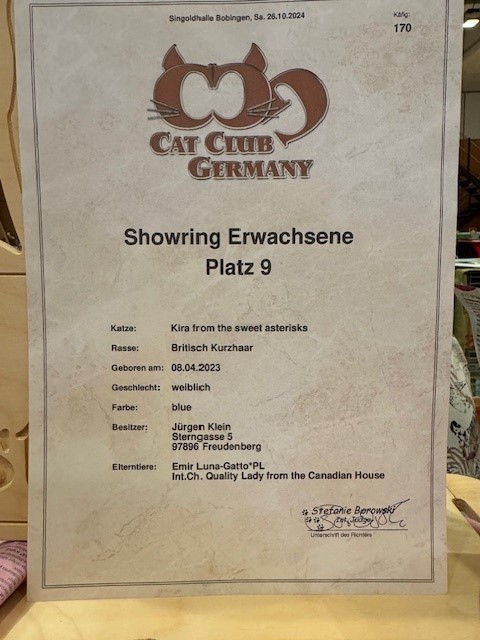 Singoldhalle Bobingen, Sa. 26.10.2024
Käfig:
170
CAT CLUB
GERMANY
Showring Erwachsene
Platz 9
Katze: Kira from the sweet asterisks
Rasse: Britisch Kurzhaar
Geboren am: 08.04.2023
Geschlecht: weiblich
Farbe: blue
Besitzer: Jürgen Klein
Sterngasse 5
97896 Freudenberg
Elterntiere: Emir Luna-Gatto*PL
Int.Ch. Quality Lady from the Canadian House
Stefanie Borowski
Int. Judge
Unterschrift des Richters